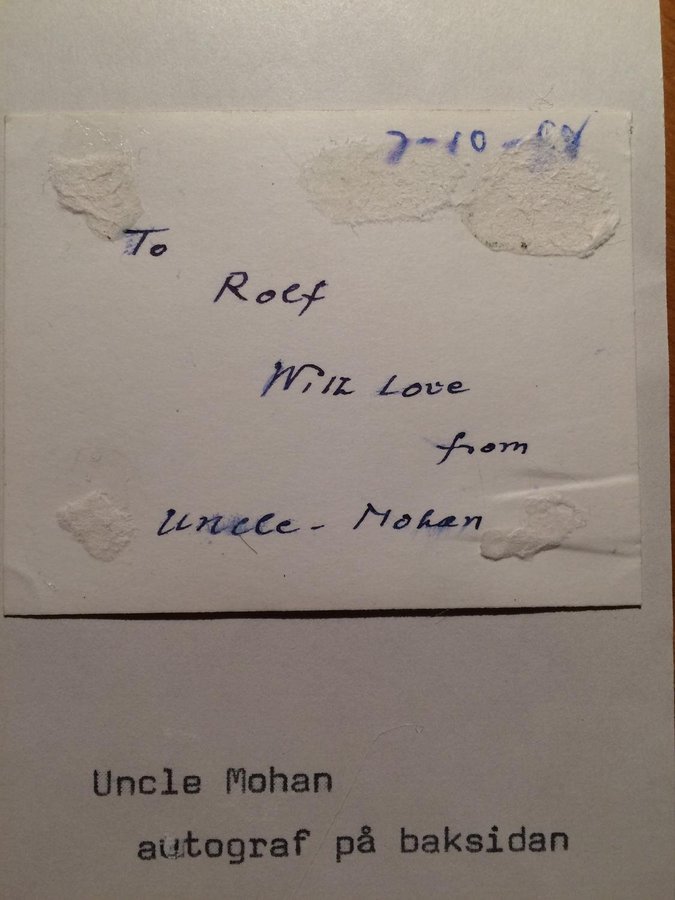 To
Rolf
With Love
from
Uncle - Mohan
Uncle Mohan
autograf på baksidan